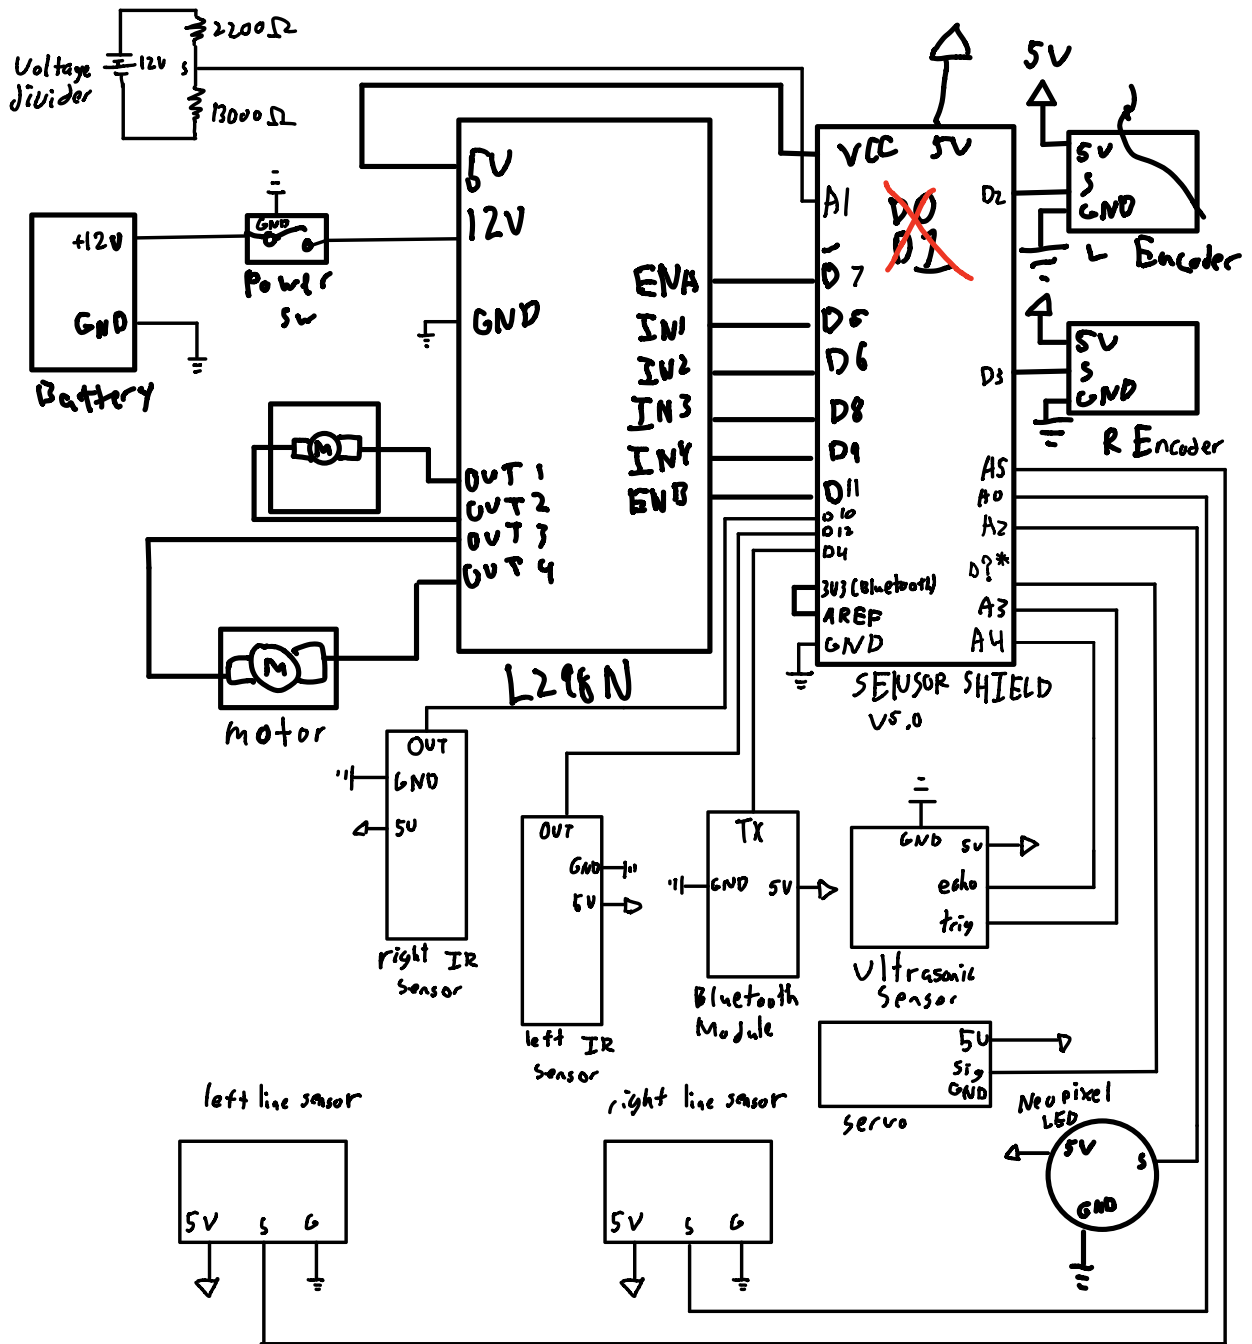 Voltage
divider
12V
2200Ω
S
13000Ω
+12V
GND
Battery
GND
Power
SW
5V
12V
GND
ENA
IN1
IN2
IN3
IN4
ENB
OUT 1
OUT 2
OUT 3
OUT 4
L298N
M
M
motor
VCC 5V
A1
D0
D1
D7
D5
D6
D8
D9
D11
D10
D12
D4
3V3 (Bluetooth)
AREF
GND
D2
D3
A5
A0
A2
D?*
A3
A4
SENSOR SHIELD
V5.0
5V
5V
S
GND
L Encoder
5V
S
GND
R Encoder
OUT
GND
5V
right IR
sensor
OUT
GND
5V
left IR
sensor
TX
GND 5V
Bluetooth
Module
GND
5V
echo
trig
Ultrasonic
Sensor
5V
sig
GND
servo
Neopixel
LED
5V
S
GND
left line sensor
5V S G
right line sensor
5V S G